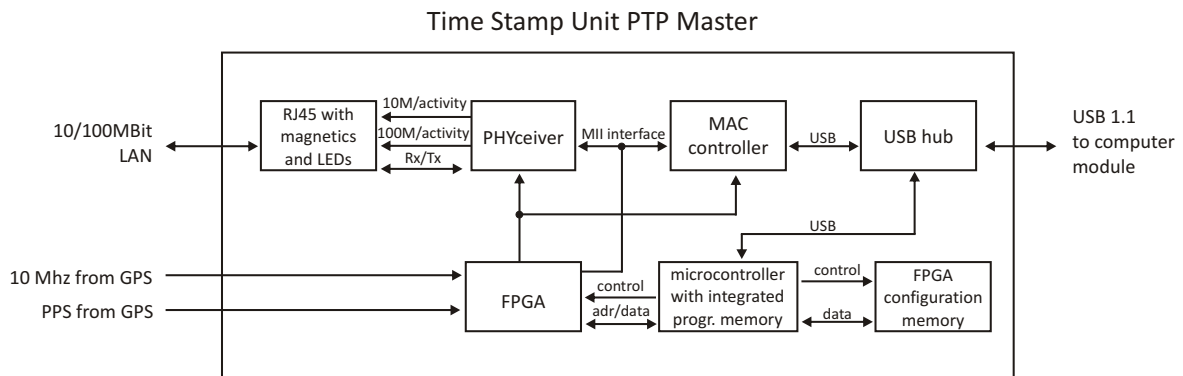 Time Stamp Unit PTP Master
10/100MBit
LAN
RJ45 with
magnetics
and LEDs
10M/activity
100M/activity
Rx/Tx
PHYceiver
MII interface
MAC
controller
USB
USB hub
USB 1.1
to computer
module
USB
10 Mhz from GPS
PPS from GPS
FPGA
control
adr/data
microcontroller
with integrated
progr. memory
control
data
FPGA
configuration
memory